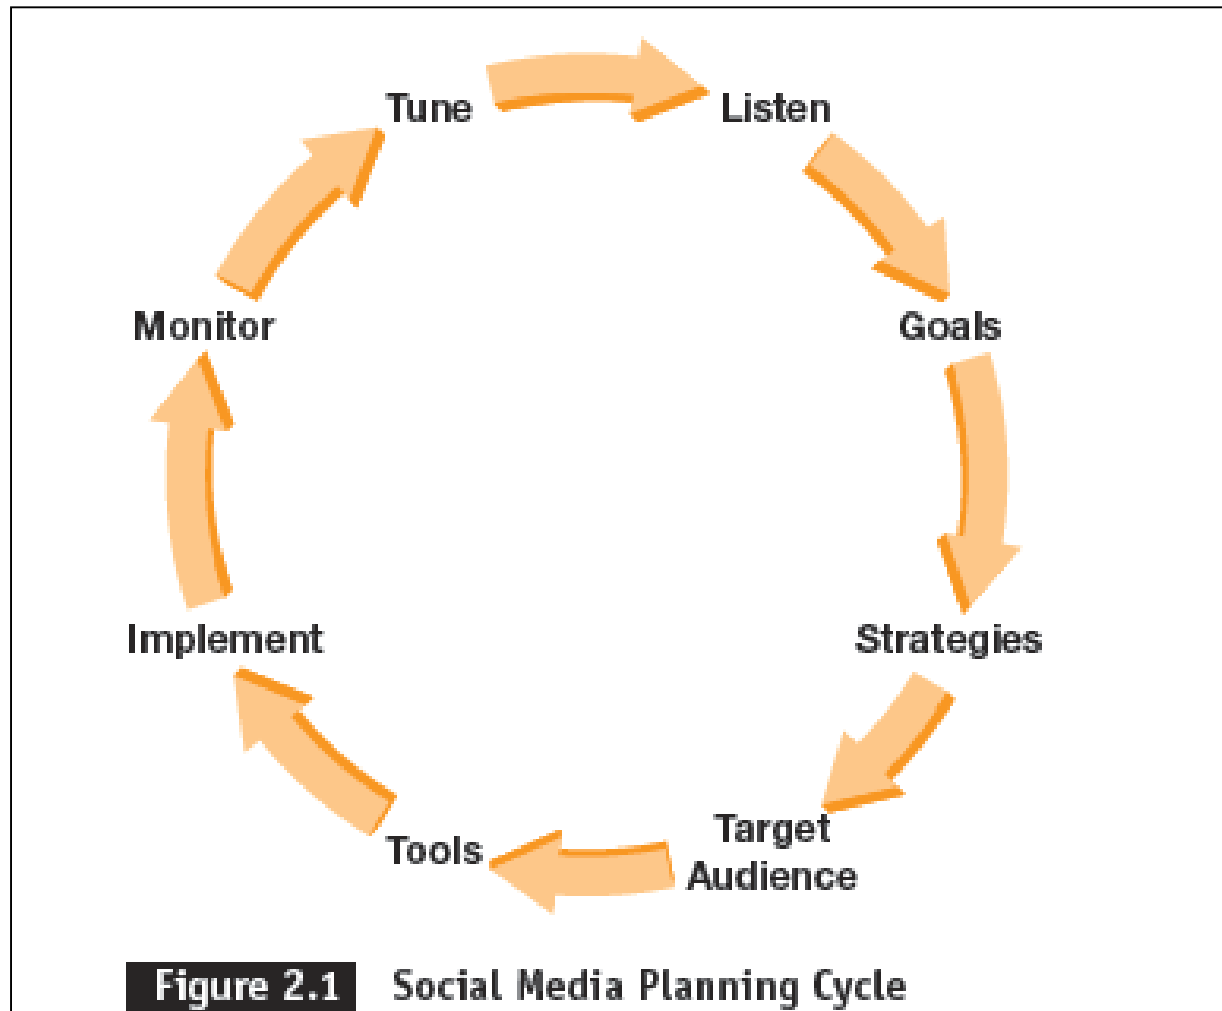 Tune
Listen
Monitor
Goals
Implement
Strategies
Tools
Target
Audience
Figure 2.1 Social Media Planning Cycle